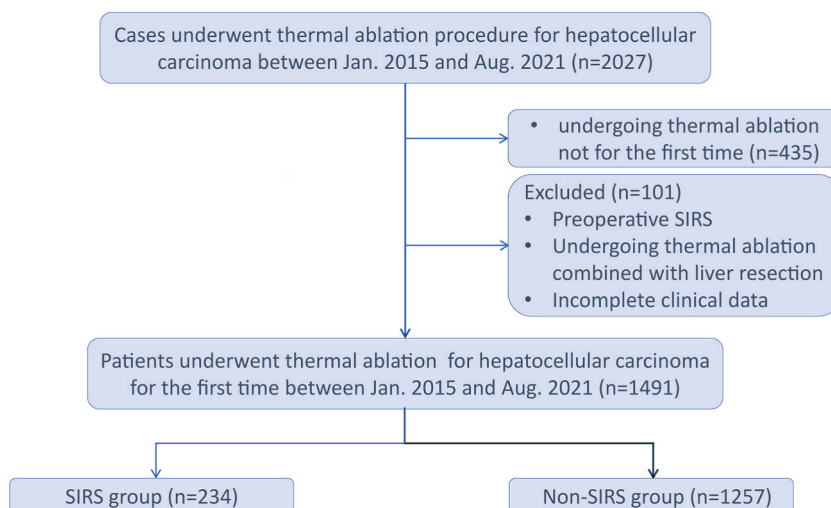 Cases underwent thermal ablation procedure for hepatocellular
carcinoma between Jan. 2015 and Aug. 2021 (n=2027)
• undergoing thermal ablation
not for the first time (n=435)
Excluded (n=101)
• Preoperative SIRS
• Undergoing thermal ablation
combined with liver resection
• Incomplete clinical data
Patients underwent thermal ablation for hepatocellular carcinoma
for the first time between Jan. 2015 and Aug. 2021 (n=1491)
SIRS group (n=234)
Non-SIRS group (n=1257)